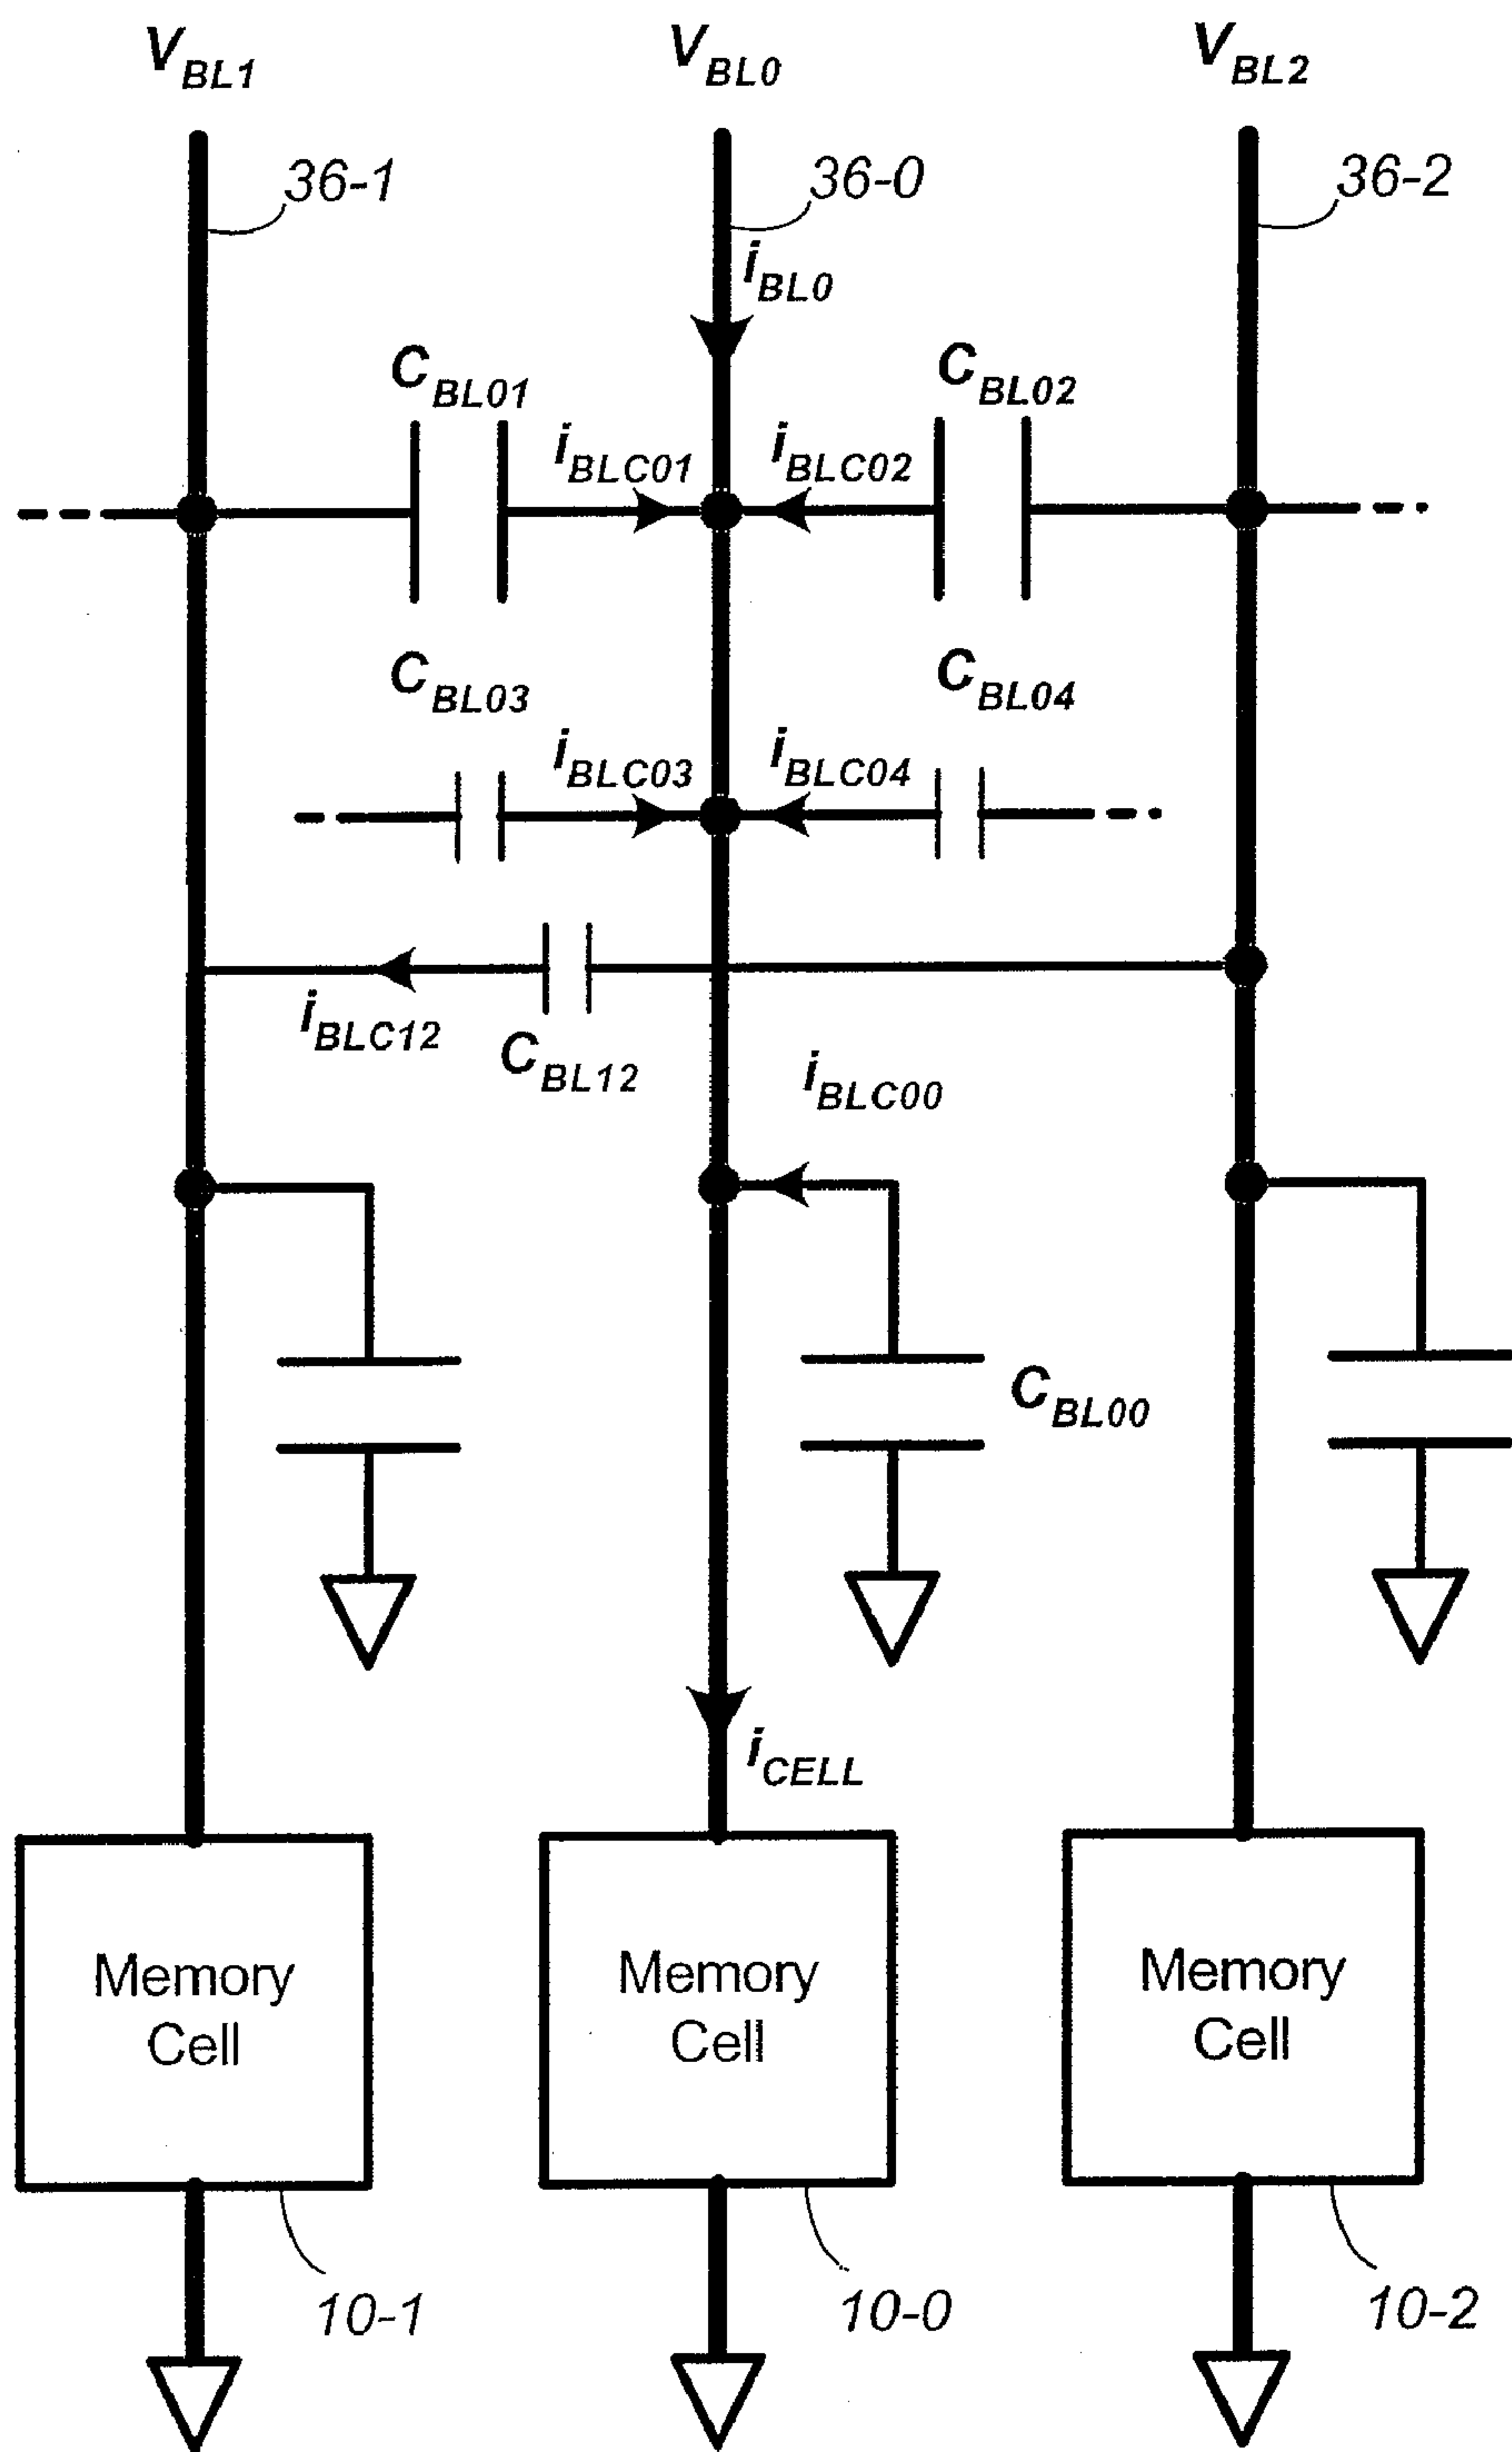 VBL1
VBL0
VBL2
36-1
36-0
36-2
iBL0
CBL01
CBL02
iBLC01
iBLC02
CBL03
CBL04
iBLC03
iBLC04
iBLC12
CBL12
iBLC00
CBL00
iCELL
Memory
Cell
Memory
Cell
Memory
Cell
10-1
10-0
10-2